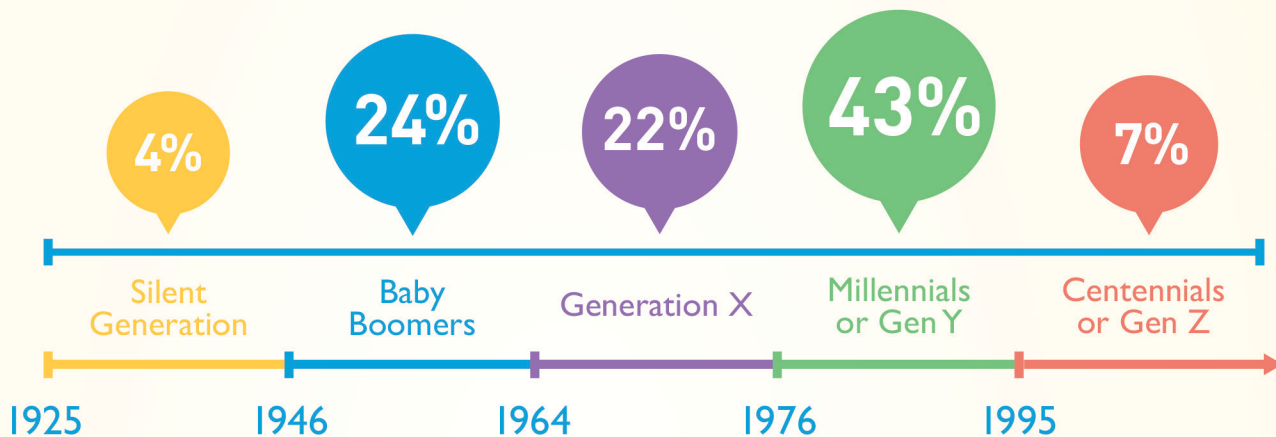 4%
24%
22%
43%
7%
Silent
Generation
Baby
Boomers
Generation X
Millennials
or Gen Y
Centennials
or Gen Z
1925
1946
1964
1976
1995